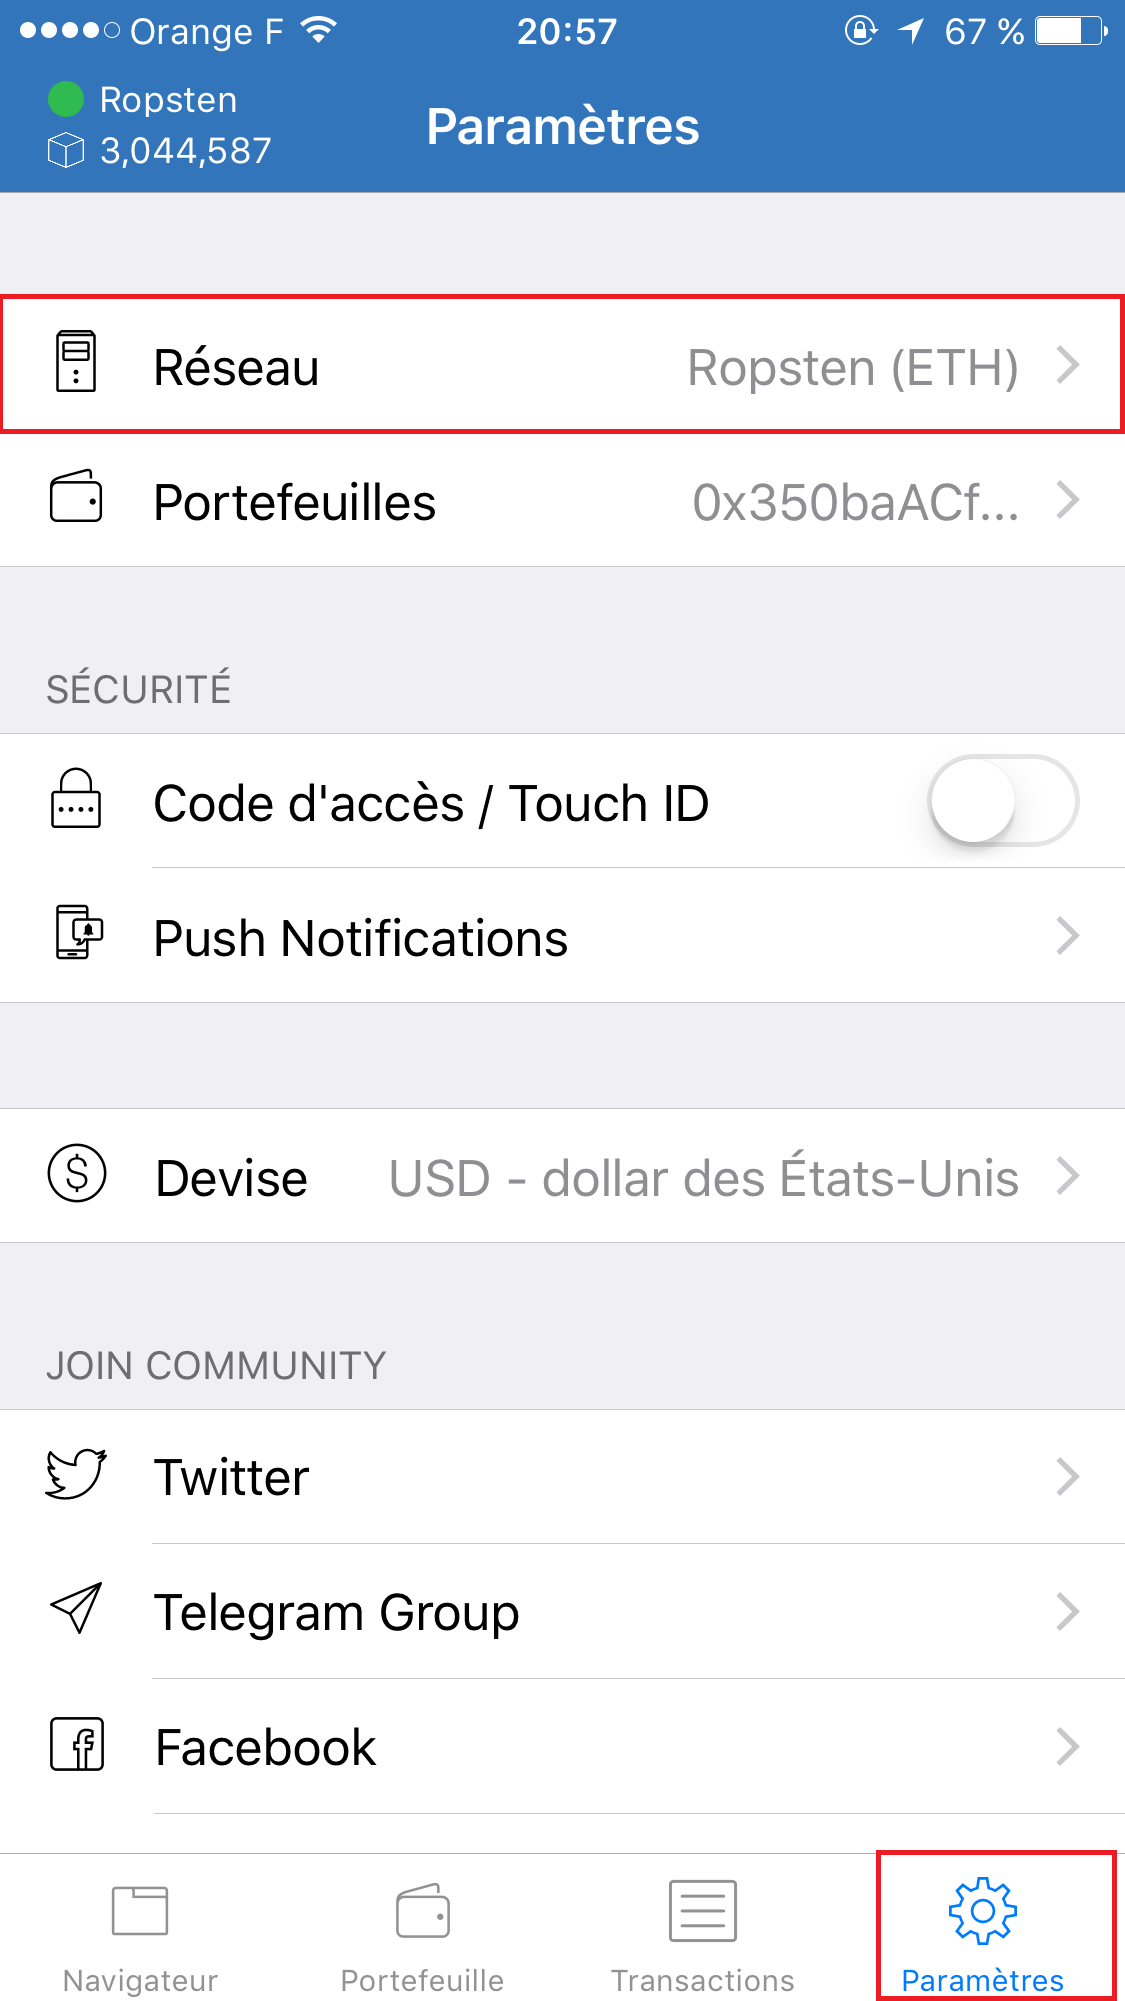 Orange F 20:57 67 %
Ropsten
Paramètres
3,044,587
Réseau Ropsten (ETH)
Portefeuilles 0x350baACf...
SÉCURITÉ
Code d'accès / Touch ID
Push Notifications
Devise USD - dollar des États-Unis
JOIN COMMUNITY
Twitter
Telegram Group
Facebook
Navigateur Portefeuille Transactions Paramètres